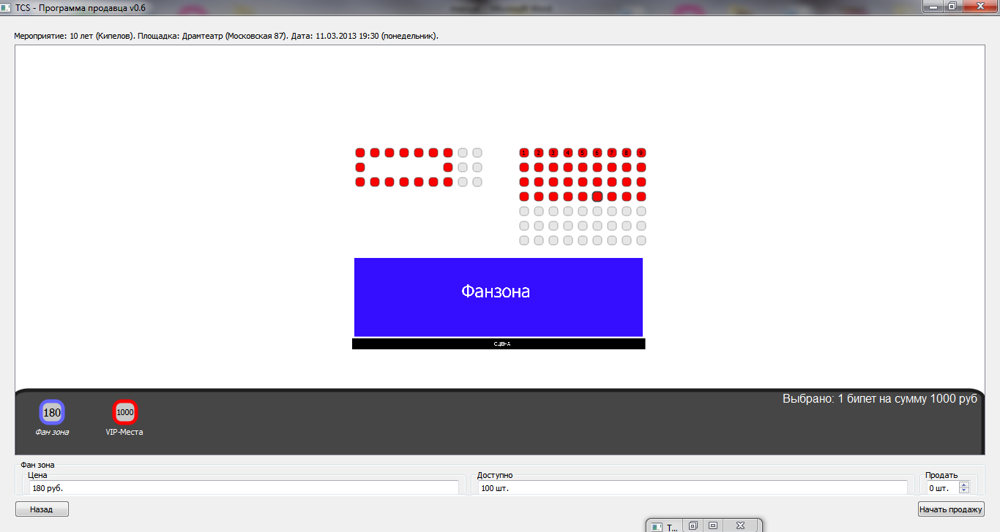 TCS - Программа продавца v0.6
Мероприятие: 10 лет (Кипелов). Площадка: Драмтеатр (Московская 87). Дата: 11.03.2013 19:30 (понедельник).
1 2 3 4 5 6 7 8 9
Фанзона
СЦЕНА
Выбрано: 1 билет на сумму 1000 руб
180 1000
Фан зона VIP-Места
Фан зона
Цена Доступно Продать
180 руб. 100 шт. 0 шт.
Назад Начать продажу
T...